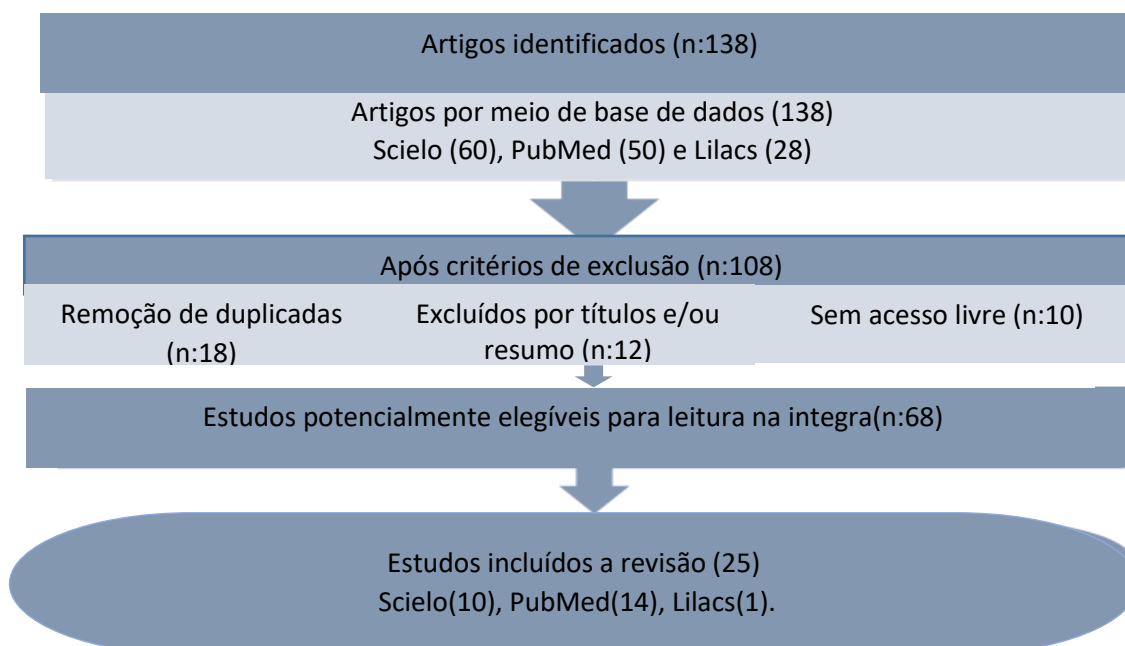 Artigos identificados (n:138)
Artigos por meio de base de dados (138)
Scielo (60), PubMed (50) e Lilacs (28)
Após critérios de exclusão (n:108)
Remoção de duplicadas
(n:18)
Excluídos por títulos e/ou
resumo (n:12)
Sem acesso livre (n:10)
Estudos potencialmente elegíveis para leitura na integra(n:68)
Estudos incluídos a revisão (25)
Scielo(10), PubMed(14), Lilacs(1).